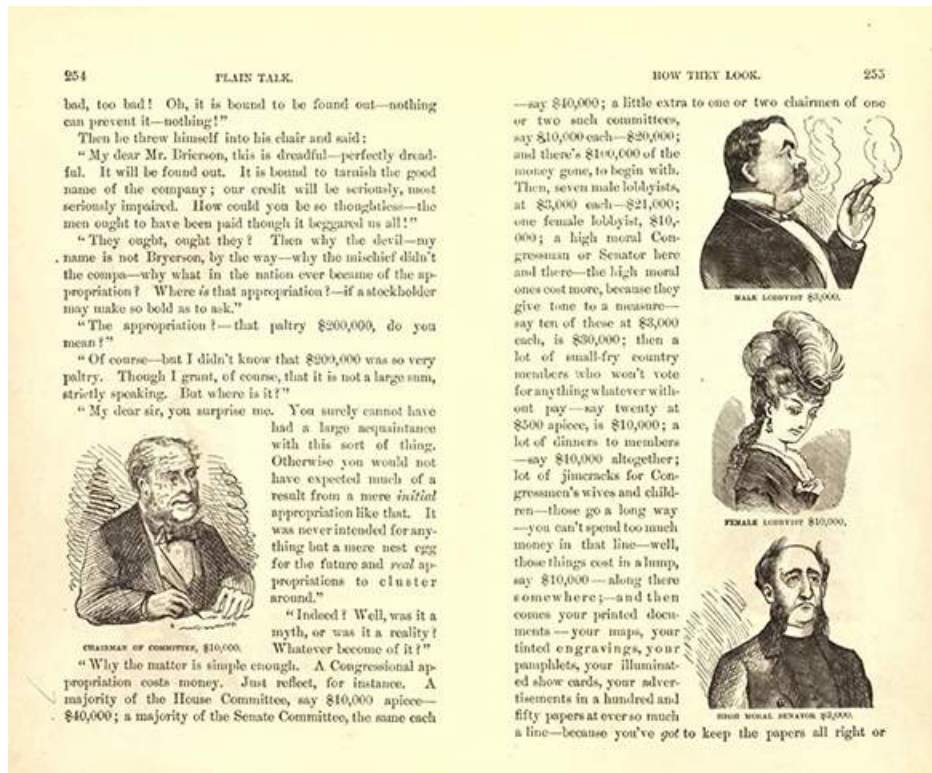 254
PLAIN TALK.
bad, too bad! Oh, it is bound to be found out—nothing
can prevent it—nothing!"
Then he threw himself into his chair and said:
"My dear Mr. Brierson, this is dreadful—perfectly dread-
ful. It will be found out. It is bound to tarnish the good
name of the company; our credit will be seriously, most
seriously impaired. How could you be so thoughtless—the
men ought to have been paid though it beggared us all!"
"They ought, ought they? Then why the devil—my
name is not Bryerson, by the way—why the mischief didn't
the compa—why what in the nation ever became of the ap-
propriation? Where is that appropriation?—if a stockholder
may make so bold as to ask."
"The appropriation?—that paltry $200,000, do you
mean?"
"Of course—but I didn't know that $200,000 was so very
paltry. Though I grant, of course, that it is not a large sum,
strictly speaking. But where is it?"
"My dear sir, you surprise me. You surely cannot have
had a large acquaintance
with this sort of thing.
Otherwise you would not
have expected much of a
result from a mere initial
appropriation like that. It
was never intended for any-
thing but a mere nest egg
for the future and real ap-
propriations to cluster
around."
"Indeed? Well, was it a
myth, or was it a reality?
Whatever become of it?"
CHAIRMAN OF COMMITTEE, $10,000.
"Why the matter is simple enough. A Congressional ap-
propriation costs money. Just reflect, for instance. A
majority of the House Committee, say $10,000 apiece—
$40,000; a majority of the Senate Committee, the same each
HOW THEY LOOK.
255
—say $40,000; a little extra to one or two chairmen of one
or two such committees,
say $10,000 each—$20,000;
and there's $100,000 of the
money gone, to begin with.
Then, seven male lobbyists,
at $3,000 each—$21,000;
one female lobbyist, $10,-
000; a high moral Con-
gressman or Senator here
and there—the high moral
ones cost more, because they
give tone to a measure—
say ten of these at $3,000
each, is $30,000; then a
lot of small-fry country
members who won't vote
for anything whatever with-
out pay—say twenty at
$500 apiece, is $10,000; a
lot of dinners to members
—say $10,000 altogether;
lot of jimcracks for Con-
gressmen's wives and child-
ren—those go a long way
—you can't spend too much
money in that line—well,
those things cost in a lump,
say $10,000—along there
somewhere;—and then
comes your printed docu-
ments—your maps, your
tinted engravings, your
pamphlets, your illuminat-
ed show cards, your adver-
tisements in a hundred and
fifty papers at ever so much
a line—because you've got to keep the papers all right or
MALE LOBBYIST $3,000.
FEMALE LOBBYIST $10,000.
HIGH MORAL SENATOR $3,000.